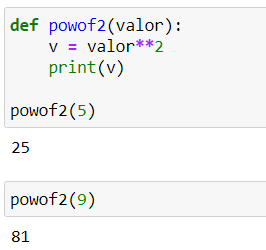 def powof2(valor):
    v = valor**2
    print(v)
powof2(5)
25
powof2(9)
81